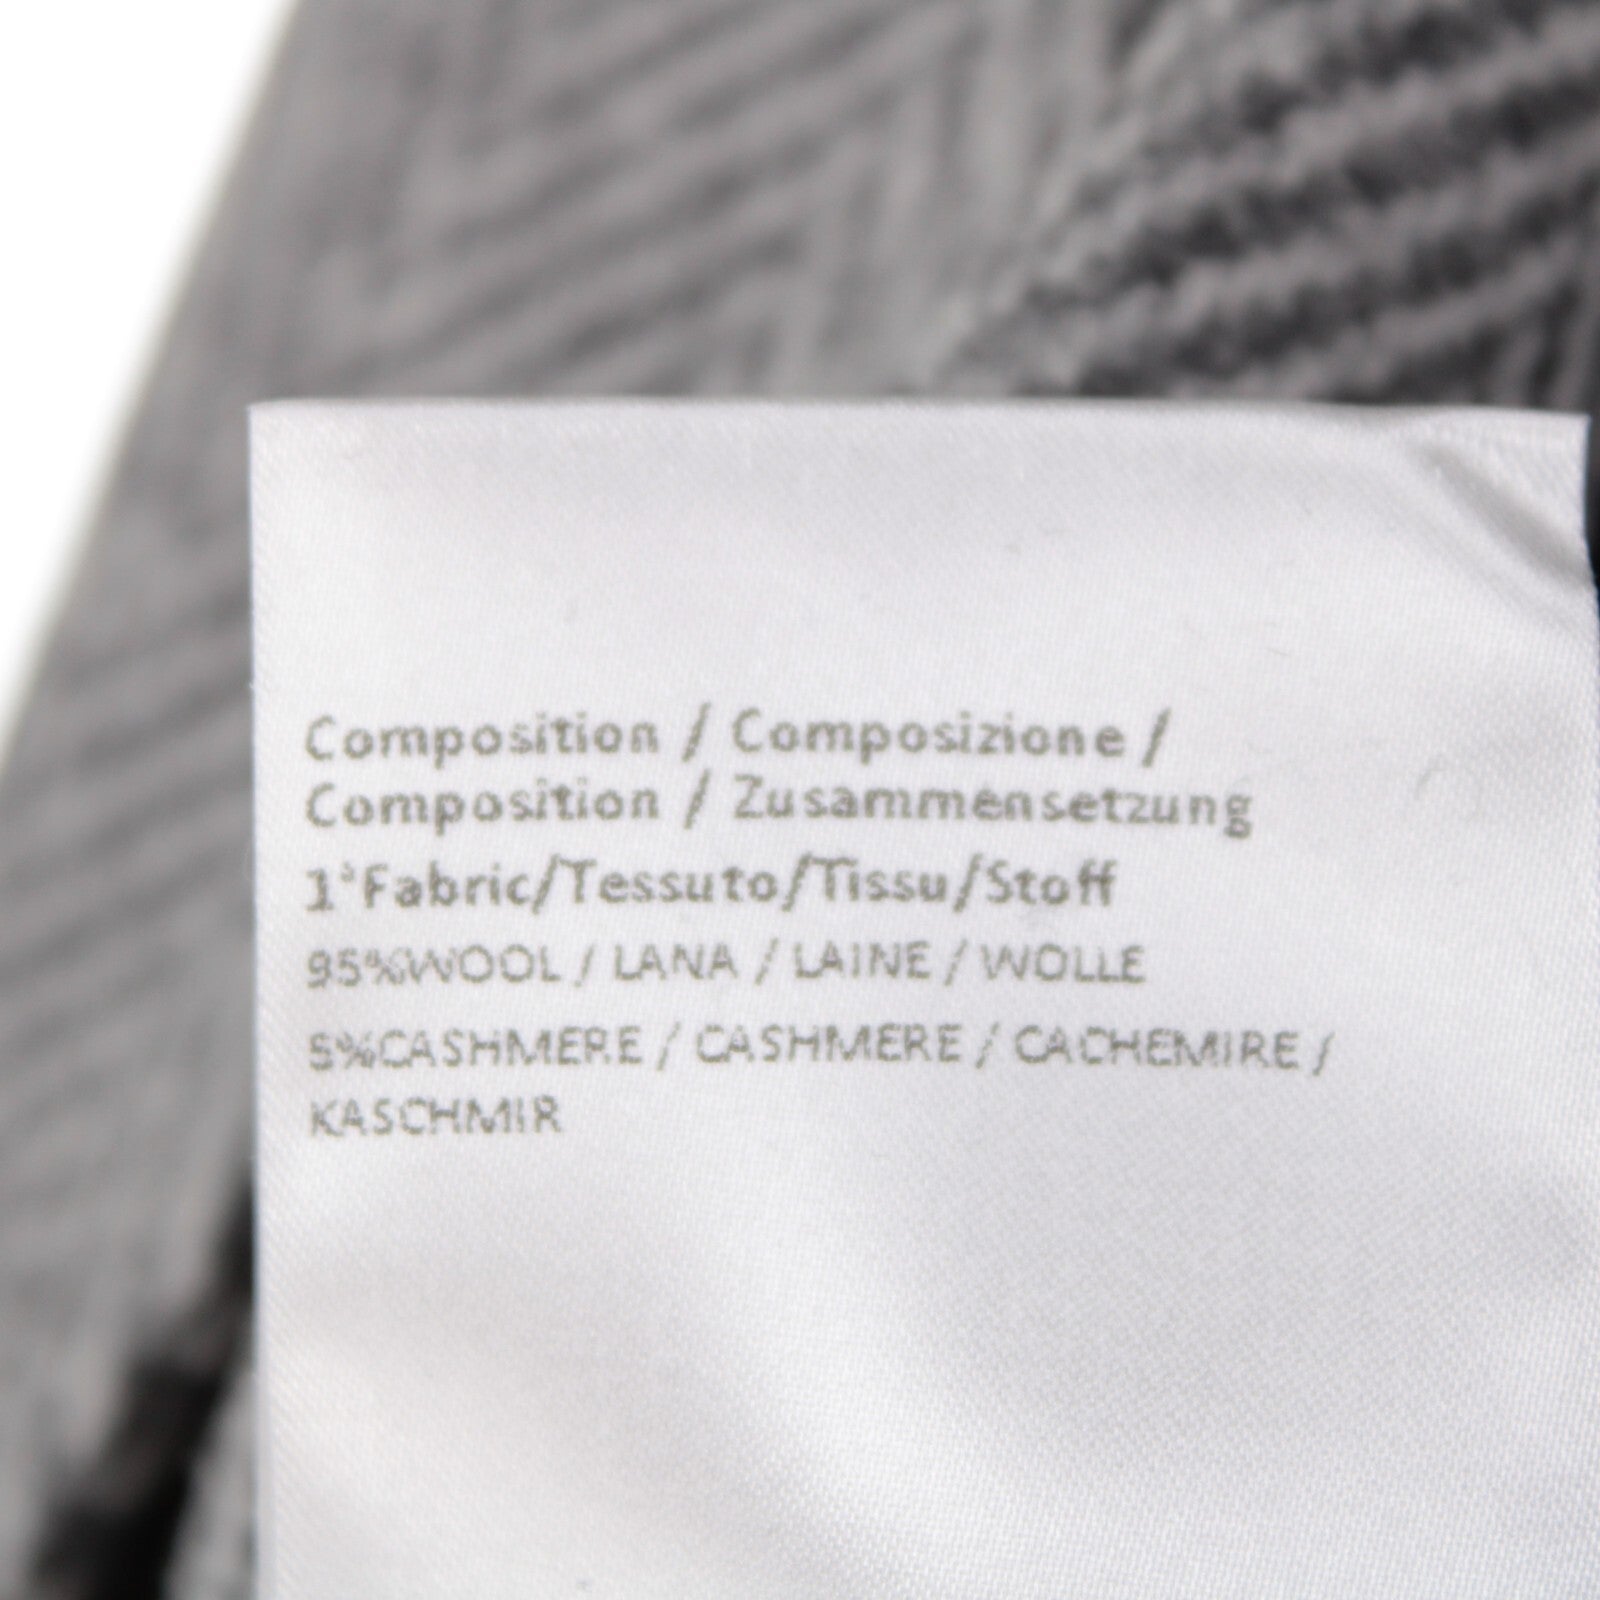 Composition / Composizione /
Composition / Zusammensetzung
1°Fabric/Tessuto/Tissu/Stoff
95%WOOL / LANA / LAINE / WOLLE
5%CASHMERE / CASHMERE / CACHEMIRE /
KASCHMIR